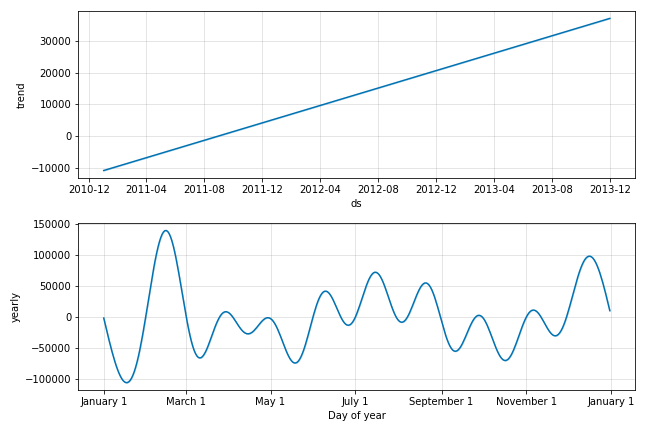 trend
30000
20000
10000
0
−10000
2010-12 2011-04 2011-08 2011-12 2012-04 2012-08 2012-12 2013-04 2013-08 2013-12
ds
yearly
150000
100000
50000
0
−50000
−100000
January 1 March 1 May 1 July 1 September 1 November 1 January 1
Day of year